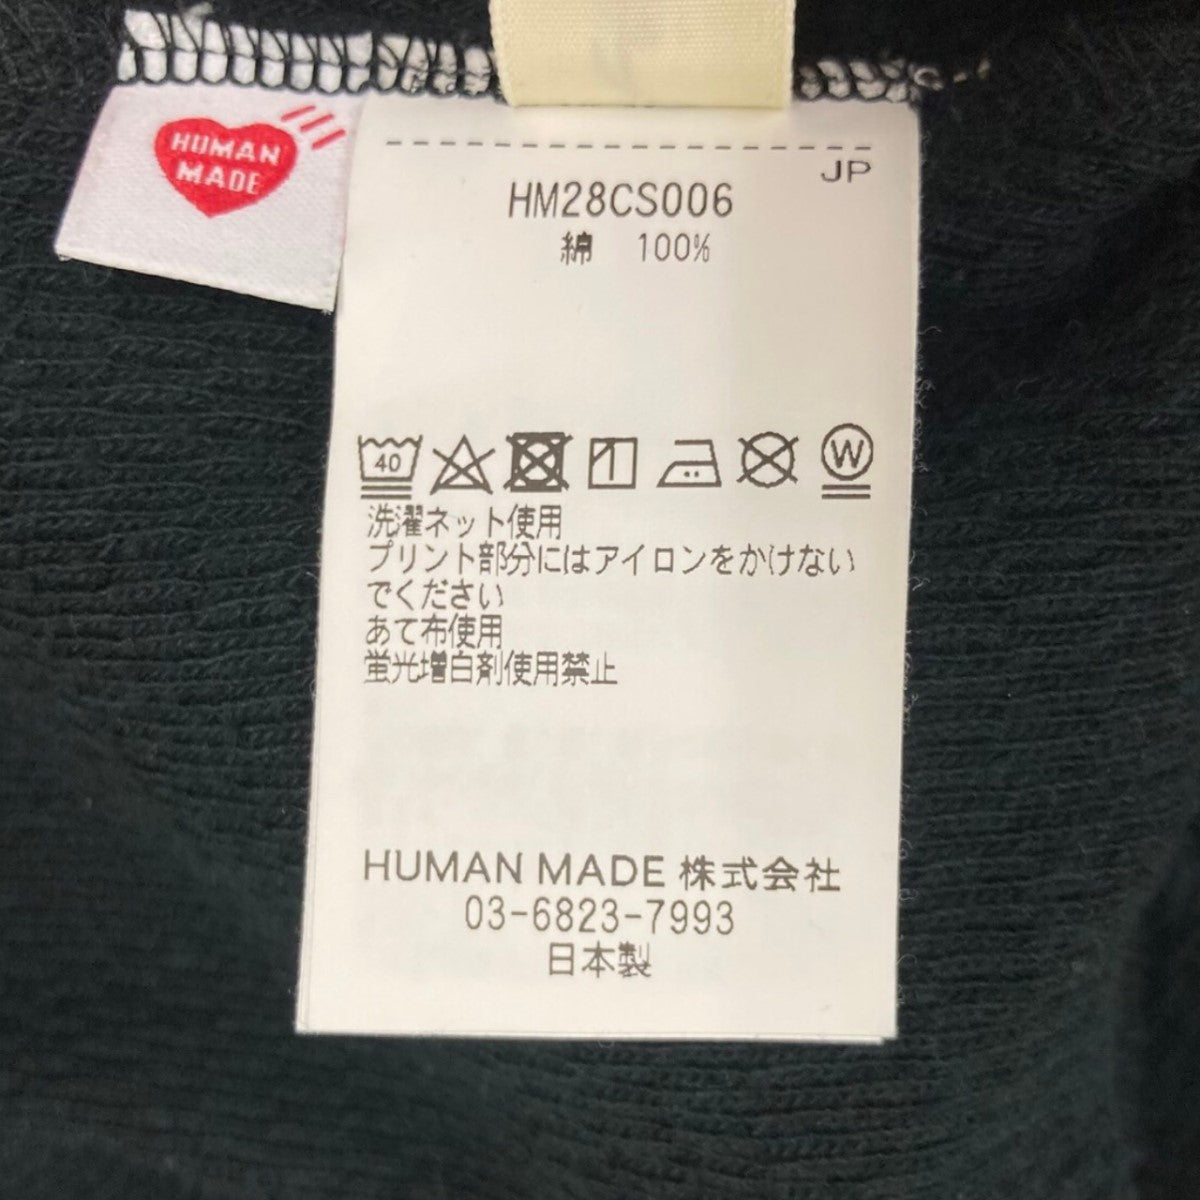 HUMAN
MADE
JP
HM28CS006
綿 100%
40
W
洗濯ネット使用
プリント部分にはアイロンをかけない
でください
あて布使用
蛍光増白剤使用禁止
HUMAN MADE 株式会社
03-6823-7993
日本製